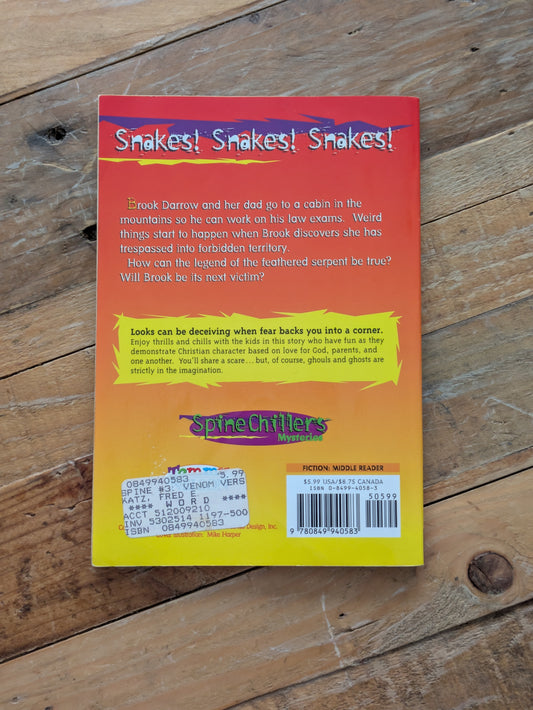 Snakes! Snakes! Snakes!
Brook Darrow and her dad go to a cabin in the
mountains so he can work on his law exams. Weird
things start to happen when Brook discovers she has
trespassed into forbidden territory.
How can the legend of the feathered serpent be true?
Will Brook be its next victim?
Looks can be deceiving when fear backs you into a corner.
Enjoy thrills and chills with the kids in this story who have fun as they
demonstrate Christian character based on love for God, parents, and
one another. You'll share a scare... but, of course, ghouls and ghosts are
strictly in the imagination.
SpineChillers
Mysteries
0849940583 5.99
SPINE #3: VENOM VERS
KATZ, FRED E
**** WORD ****
ACCT 512009210
INV 5302514 1197-500
ISBN 0849940583
Design, Inc.
Cover Illustration: Mike Harper
FICTION: MIDDLE READER
$5.99 USA/$8.75 CANADA
ISBN 0-8499-4058-3
50599
9 780849 940583